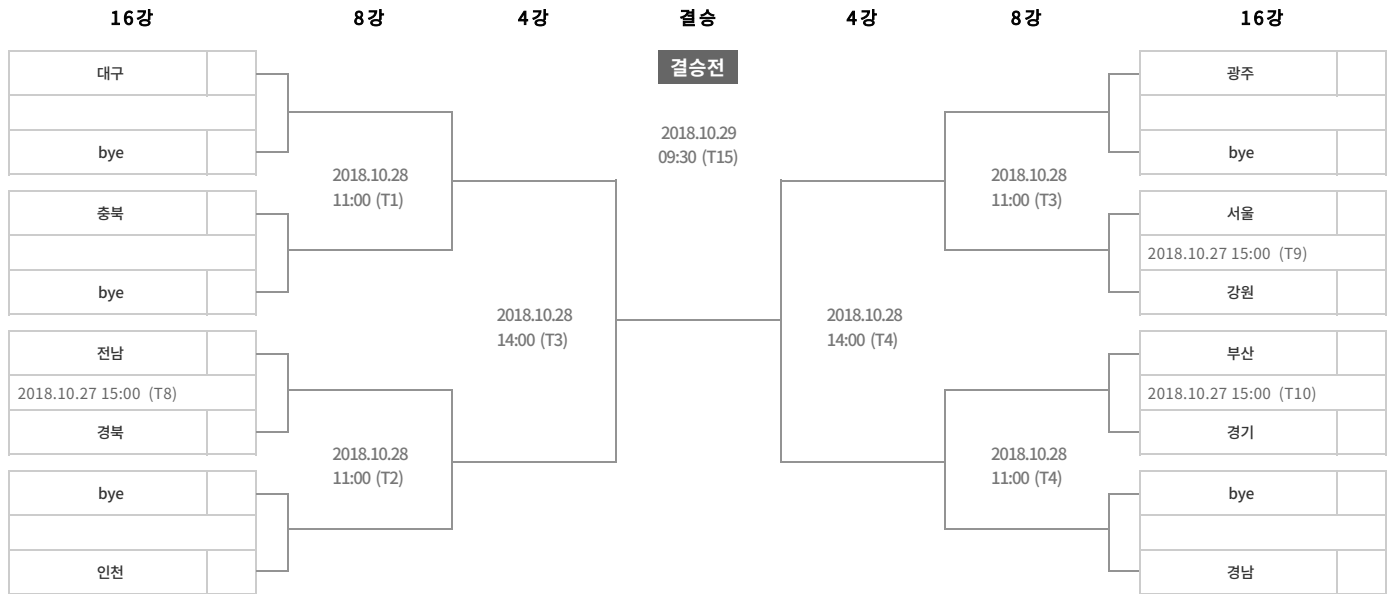 16강 8강 4강 결승 4강 8강 16강
결승전
2018.10.29
09:30 (T15)
대구
bye
2018.10.28
11:00 (T1)
충북
bye
2018.10.28
14:00 (T3)
전남
2018.10.27 15:00 (T8)
경북
2018.10.28
11:00 (T2)
bye
인천
광주
bye
2018.10.28
11:00 (T3)
서울
2018.10.27 15:00 (T9)
강원
2018.10.28
14:00 (T4)
부산
2018.10.27 15:00 (T10)
경기
2018.10.28
11:00 (T4)
bye
경남